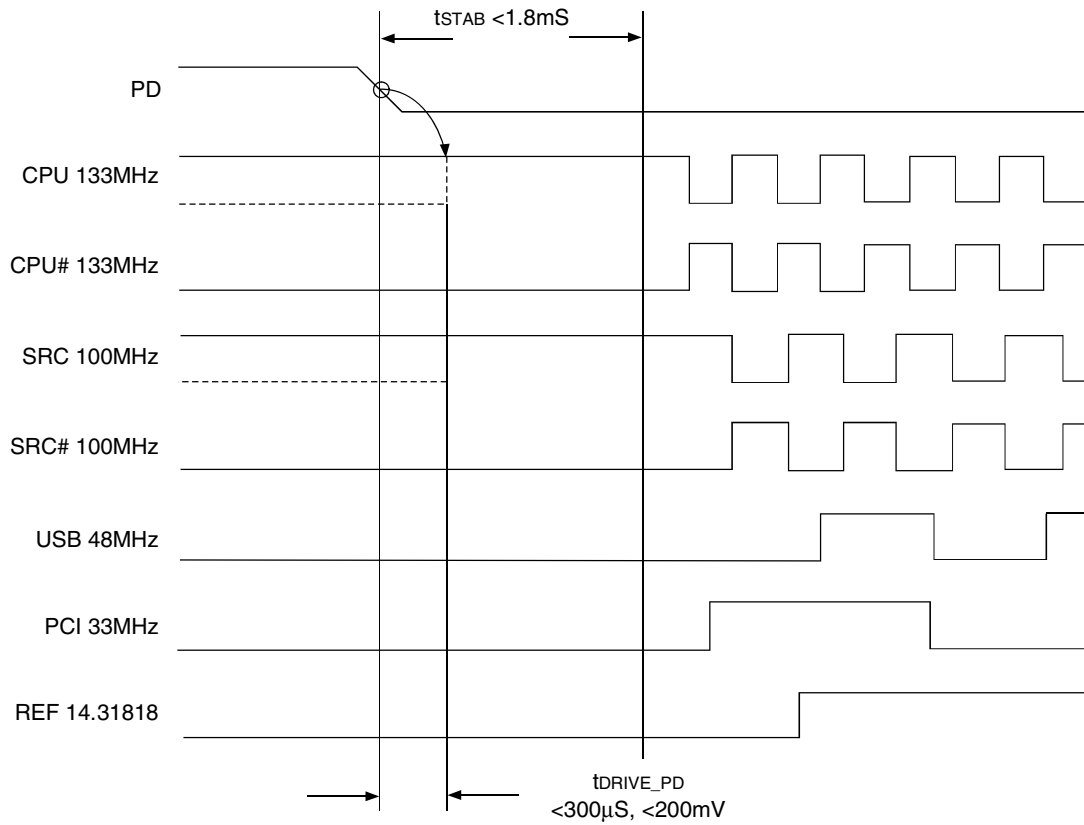 tSTAB <1.8mS
PD
CPU 133MHz
CPU# 133MHz
SRC 100MHz
SRC# 100MHz
USB 48MHz
PCI 33MHz
REF 14.31818
tDRIVE_PD
<300μS, <200mV